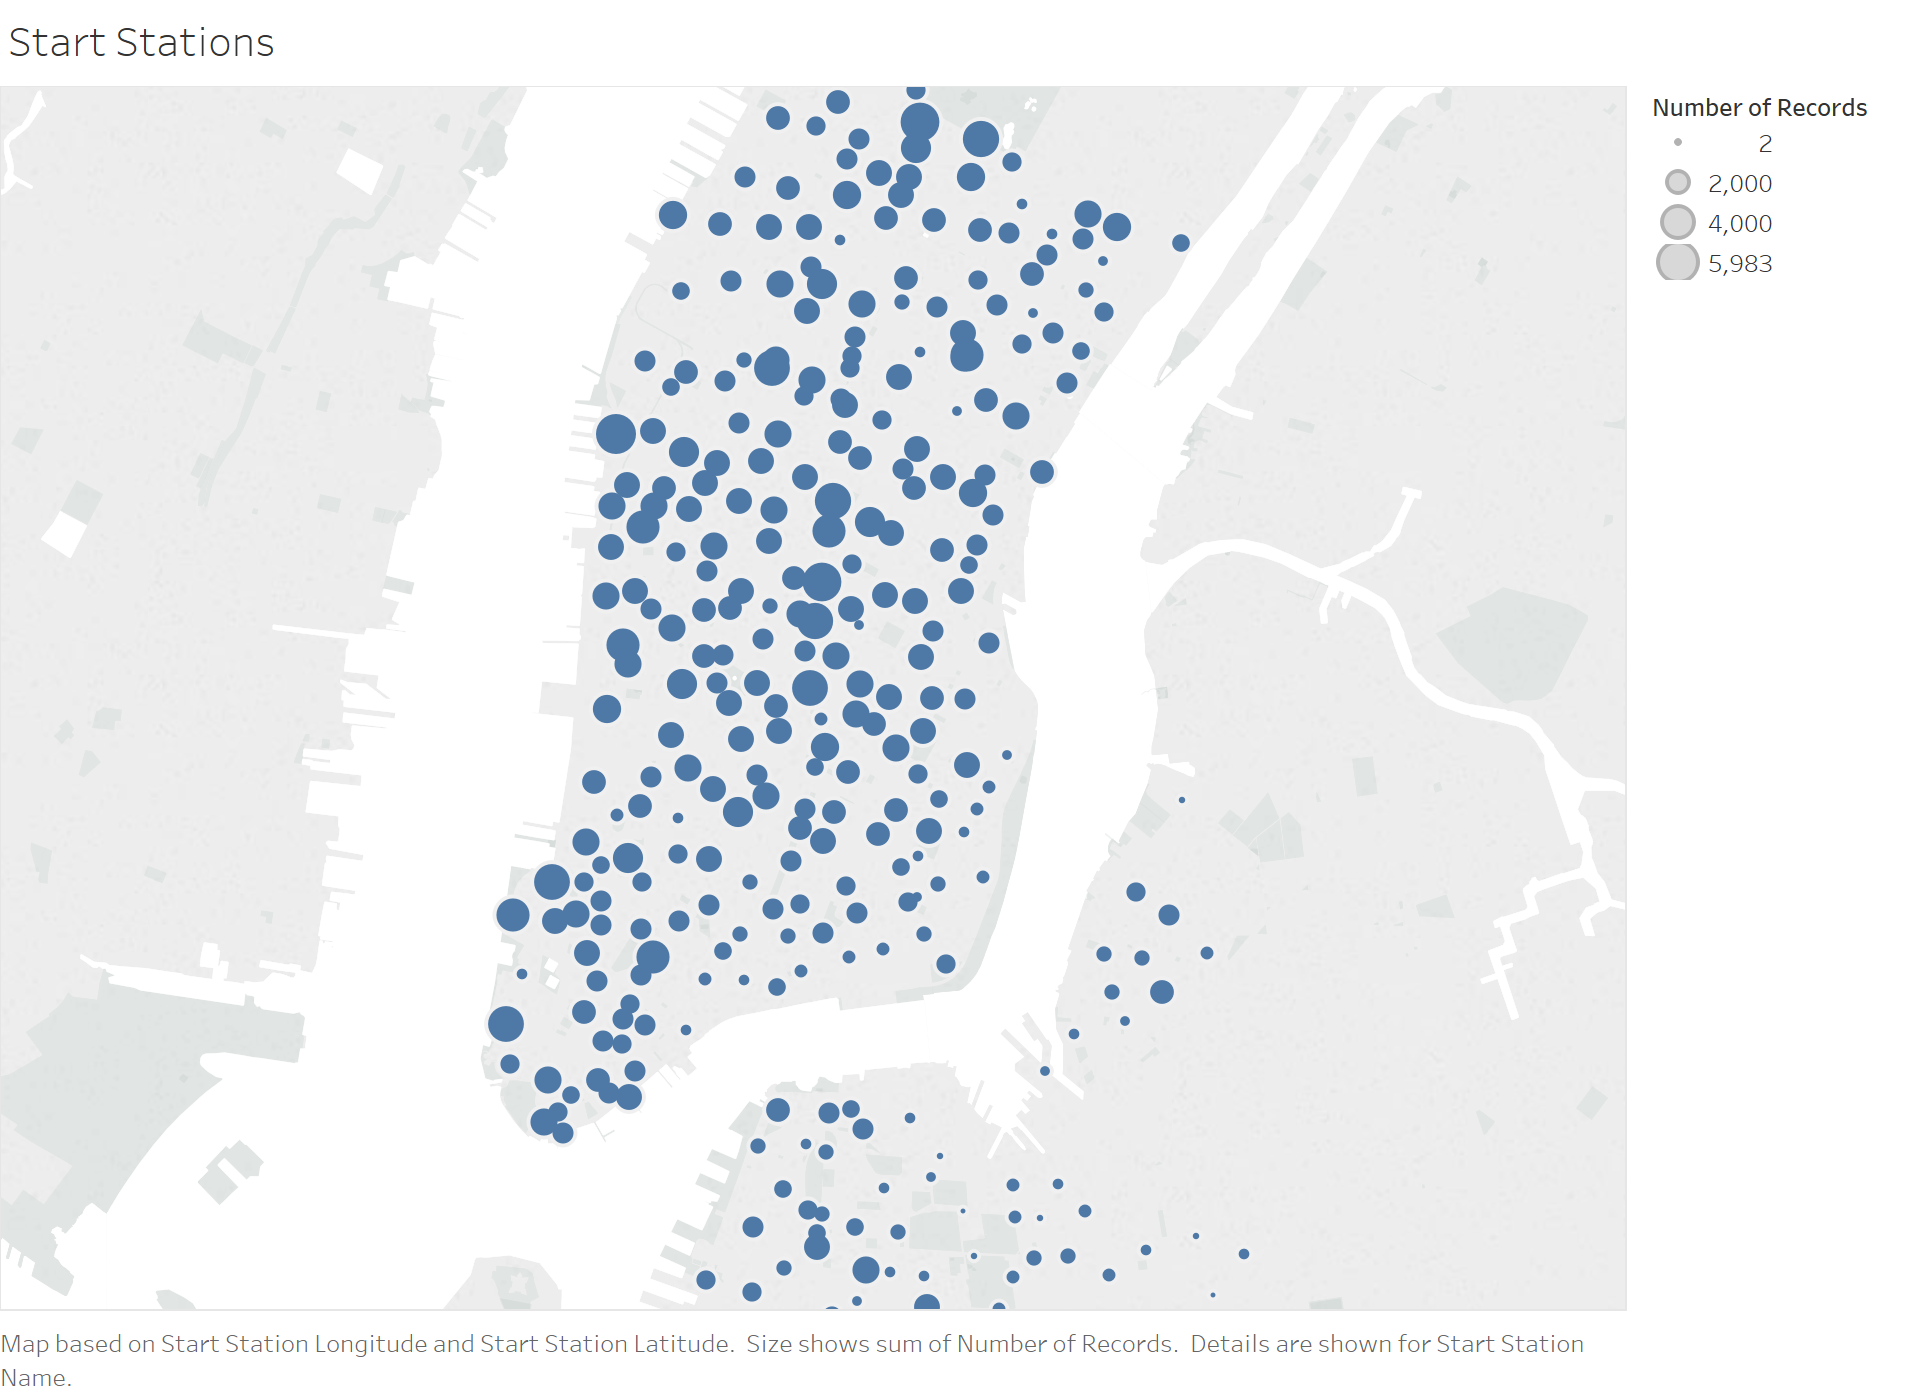 Start Stations
Number of Records
2
2,000
4,000
5,983
Map based on Start Station Longitude and Start Station Latitude.  Size shows sum of Number of Records.  Details are shown for Start Station
Name.